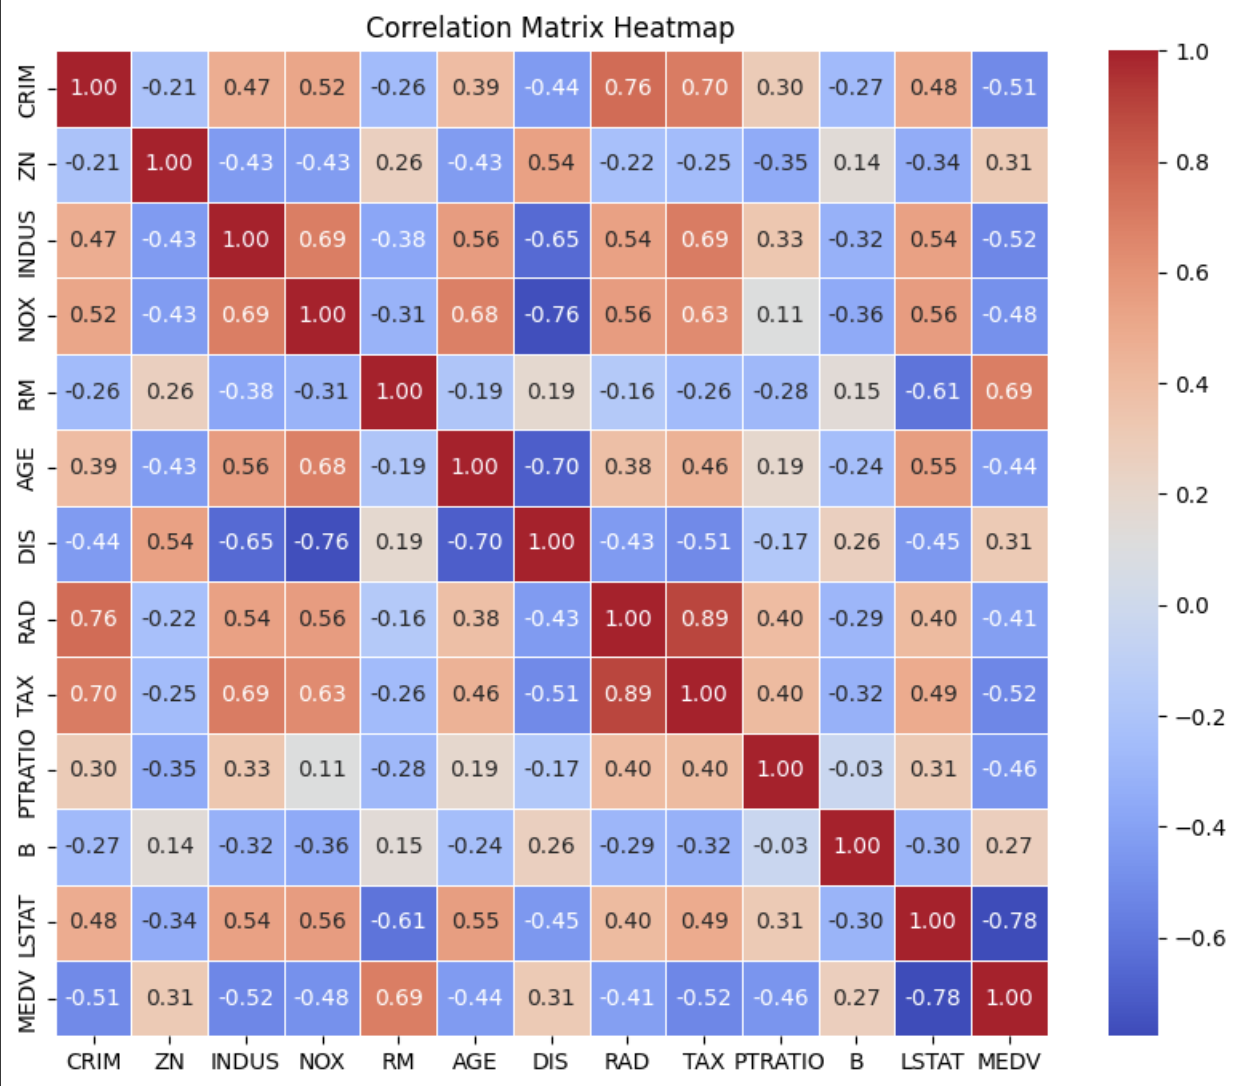 Correlation Matrix Heatmap
CRIM 1.00 -0.21 0.47 0.52 -0.26 0.39 -0.44 0.76 0.70 0.30 -0.27 0.48 -0.51
ZN -0.21 1.00 -0.43 -0.43 0.26 -0.43 0.54 -0.22 -0.25 -0.35 0.14 -0.34 0.31
INDUS 0.47 -0.43 1.00 0.69 -0.38 0.56 -0.65 0.54 0.69 0.33 -0.32 0.54 -0.52
NOX 0.52 -0.43 0.69 1.00 -0.31 0.68 -0.76 0.56 0.63 0.11 -0.36 0.56 -0.48
RM -0.26 0.26 -0.38 -0.31 1.00 -0.19 0.19 -0.16 -0.26 -0.28 0.15 -0.61 0.69
AGE 0.39 -0.43 0.56 0.68 -0.19 1.00 -0.70 0.38 0.46 0.19 -0.24 0.55 -0.44
DIS -0.44 0.54 -0.65 -0.76 0.19 -0.70 1.00 -0.43 -0.51 -0.17 0.26 -0.45 0.31
RAD 0.76 -0.22 0.54 0.56 -0.16 0.38 -0.43 1.00 0.89 0.40 -0.29 0.40 -0.41
TAX 0.70 -0.25 0.69 0.63 -0.26 0.46 -0.51 0.89 1.00 0.40 -0.32 0.49 -0.52
PTRATIO 0.30 -0.35 0.33 0.11 -0.28 0.19 -0.17 0.40 0.40 1.00 -0.03 0.31 -0.46
B -0.27 0.14 -0.32 -0.36 0.15 -0.24 0.26 -0.29 -0.32 -0.03 1.00 -0.30 0.27
LSTAT 0.48 -0.34 0.54 0.56 -0.61 0.55 -0.45 0.40 0.49 0.31 -0.30 1.00 -0.78
MEDV -0.51 0.31 -0.52 -0.48 0.69 -0.44 0.31 -0.41 -0.52 -0.46 0.27 -0.78 1.00
CRIM ZN INDUS NOX RM AGE DIS RAD TAX PTRATIO B LSTAT MEDV
1.0
0.8
0.6
0.4
0.2
0.0
−0.2
−0.4
−0.6